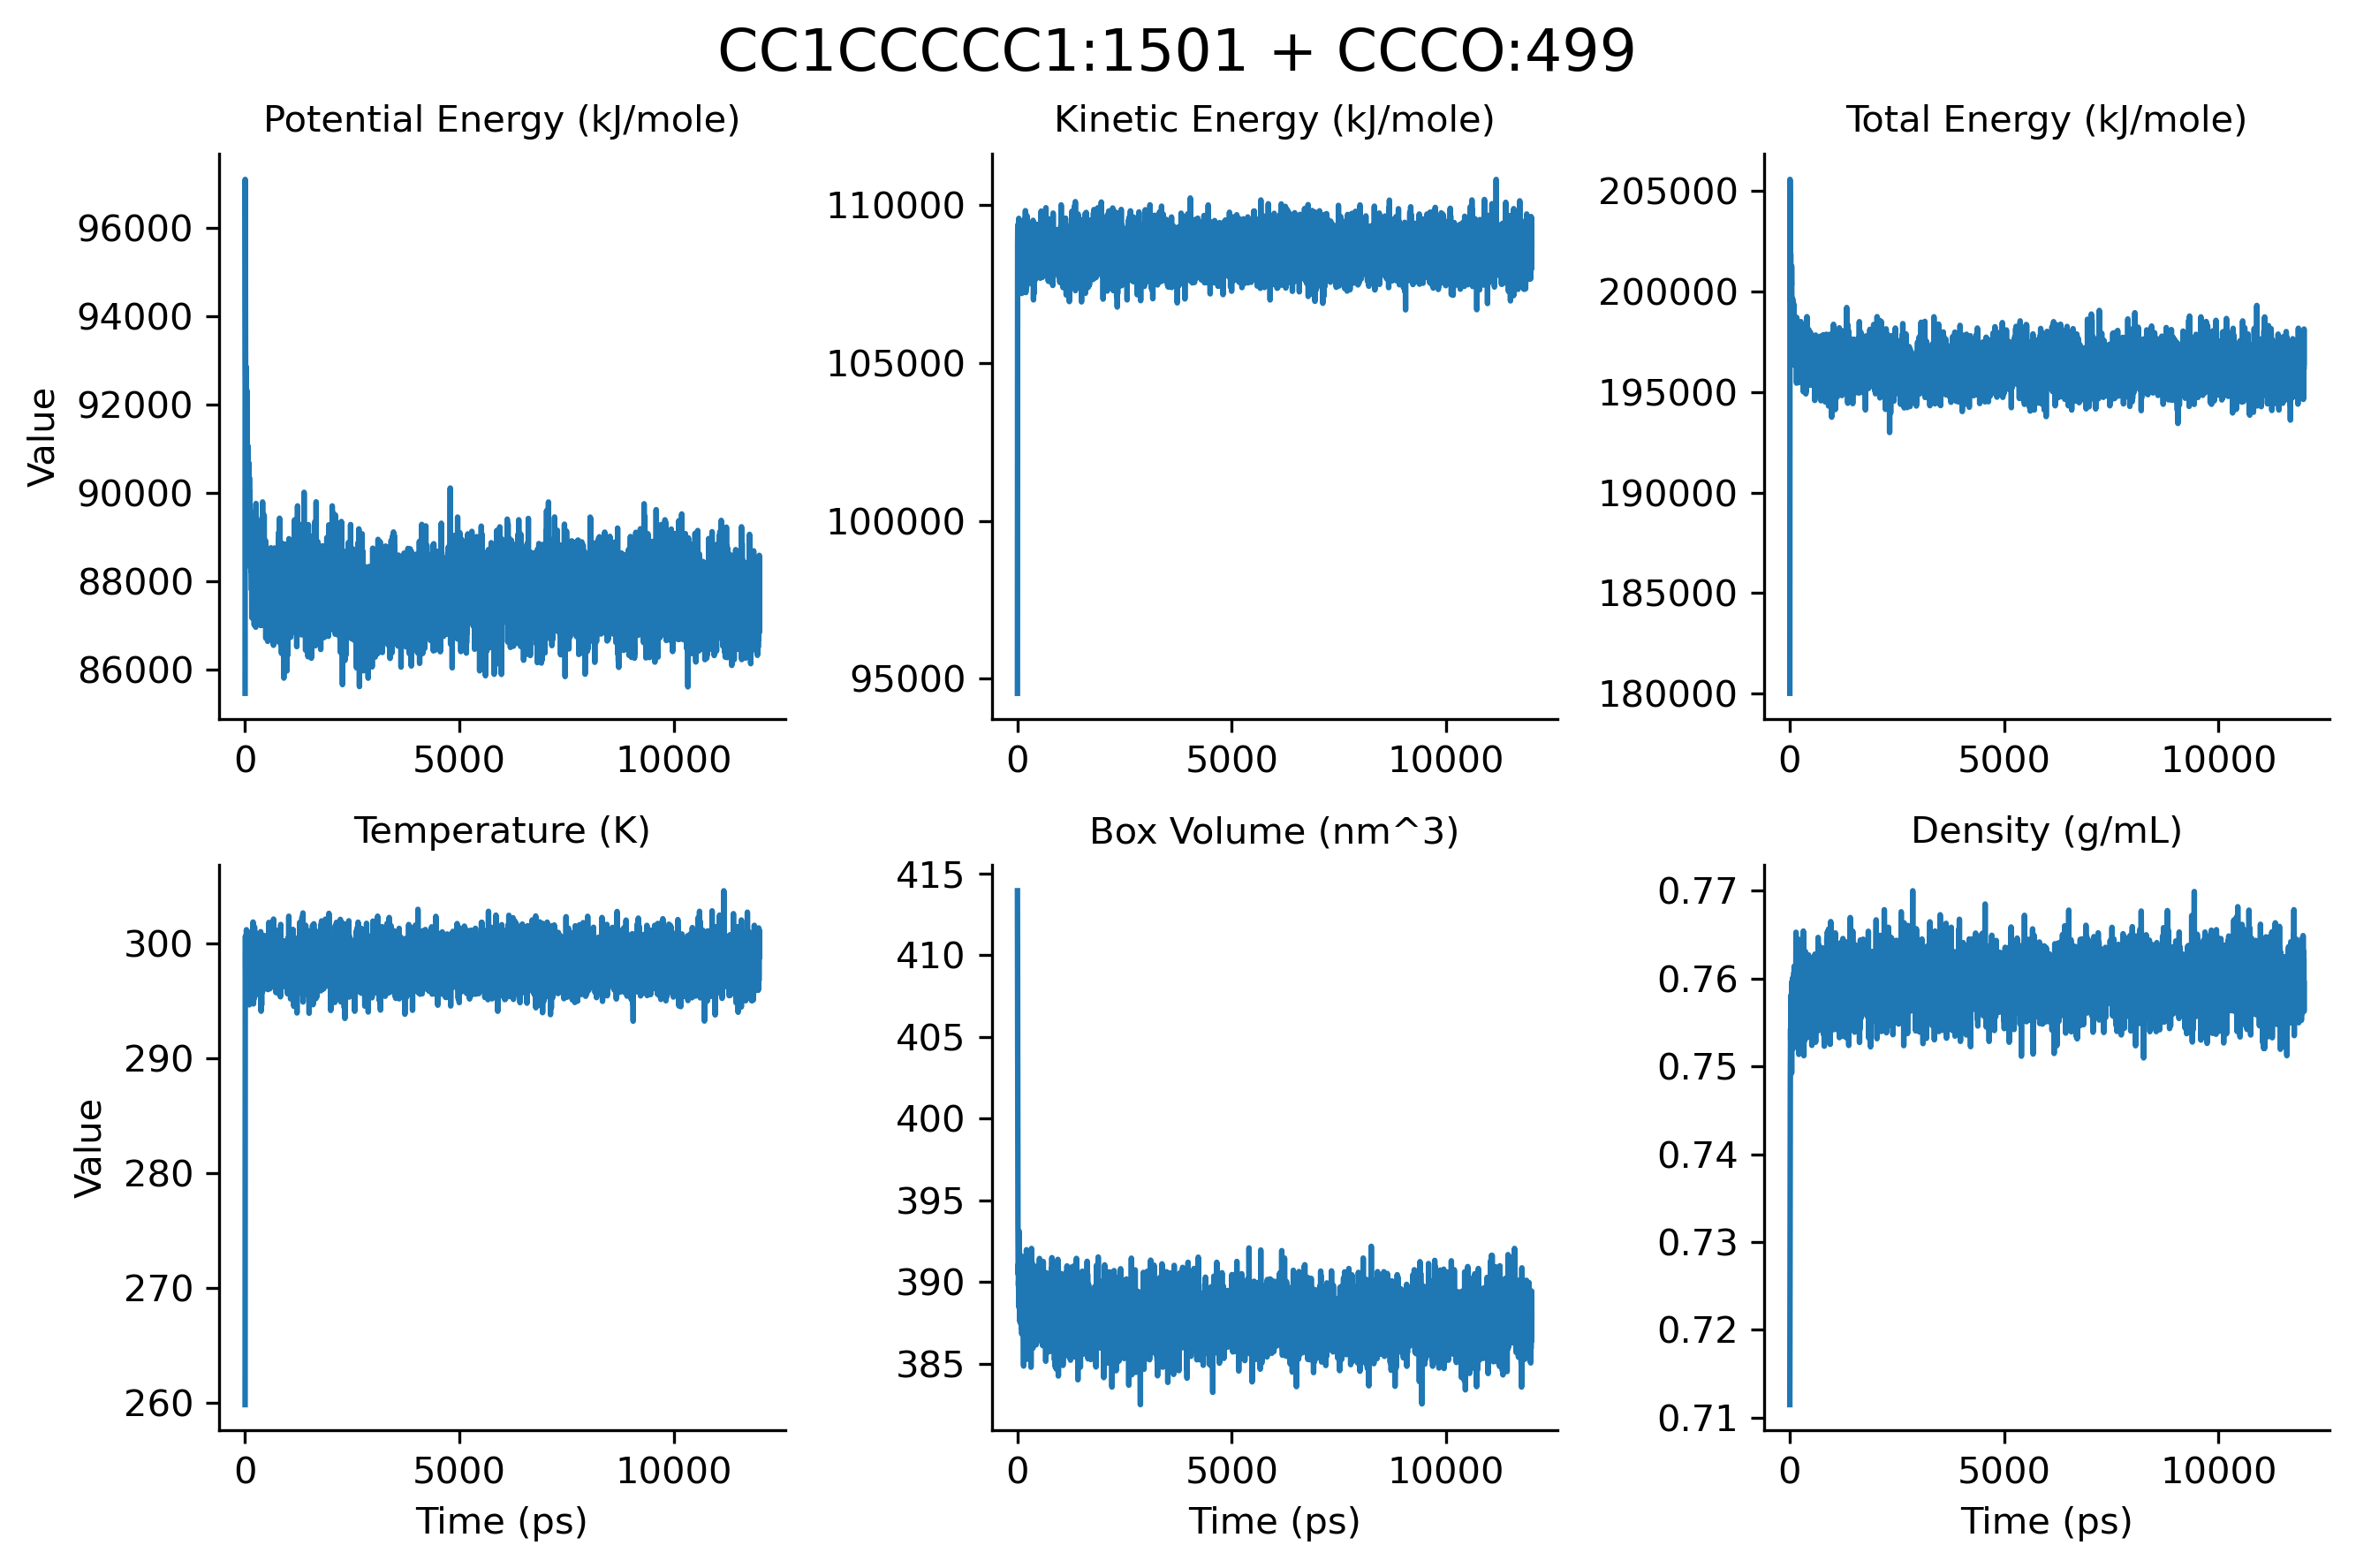 CC1CCCCC1:1501 + CCCO:499
Potential Energy (kJ/mole)
Kinetic Energy (kJ/mole)
Total Energy (kJ/mole)
Value
96000
94000
92000
90000
88000
86000
0 5000 10000
110000
105000
100000
95000
0 5000 10000
205000
200000
195000
190000
185000
180000
0 5000 10000
Temperature (K)
Box Volume (nm^3)
Density (g/mL)
Value
300
290
280
270
260
0 5000 10000
Time (ps)
415
410
405
400
395
390
385
0 5000 10000
Time (ps)
0.77
0.76
0.75
0.74
0.73
0.72
0.71
0 5000 10000
Time (ps)